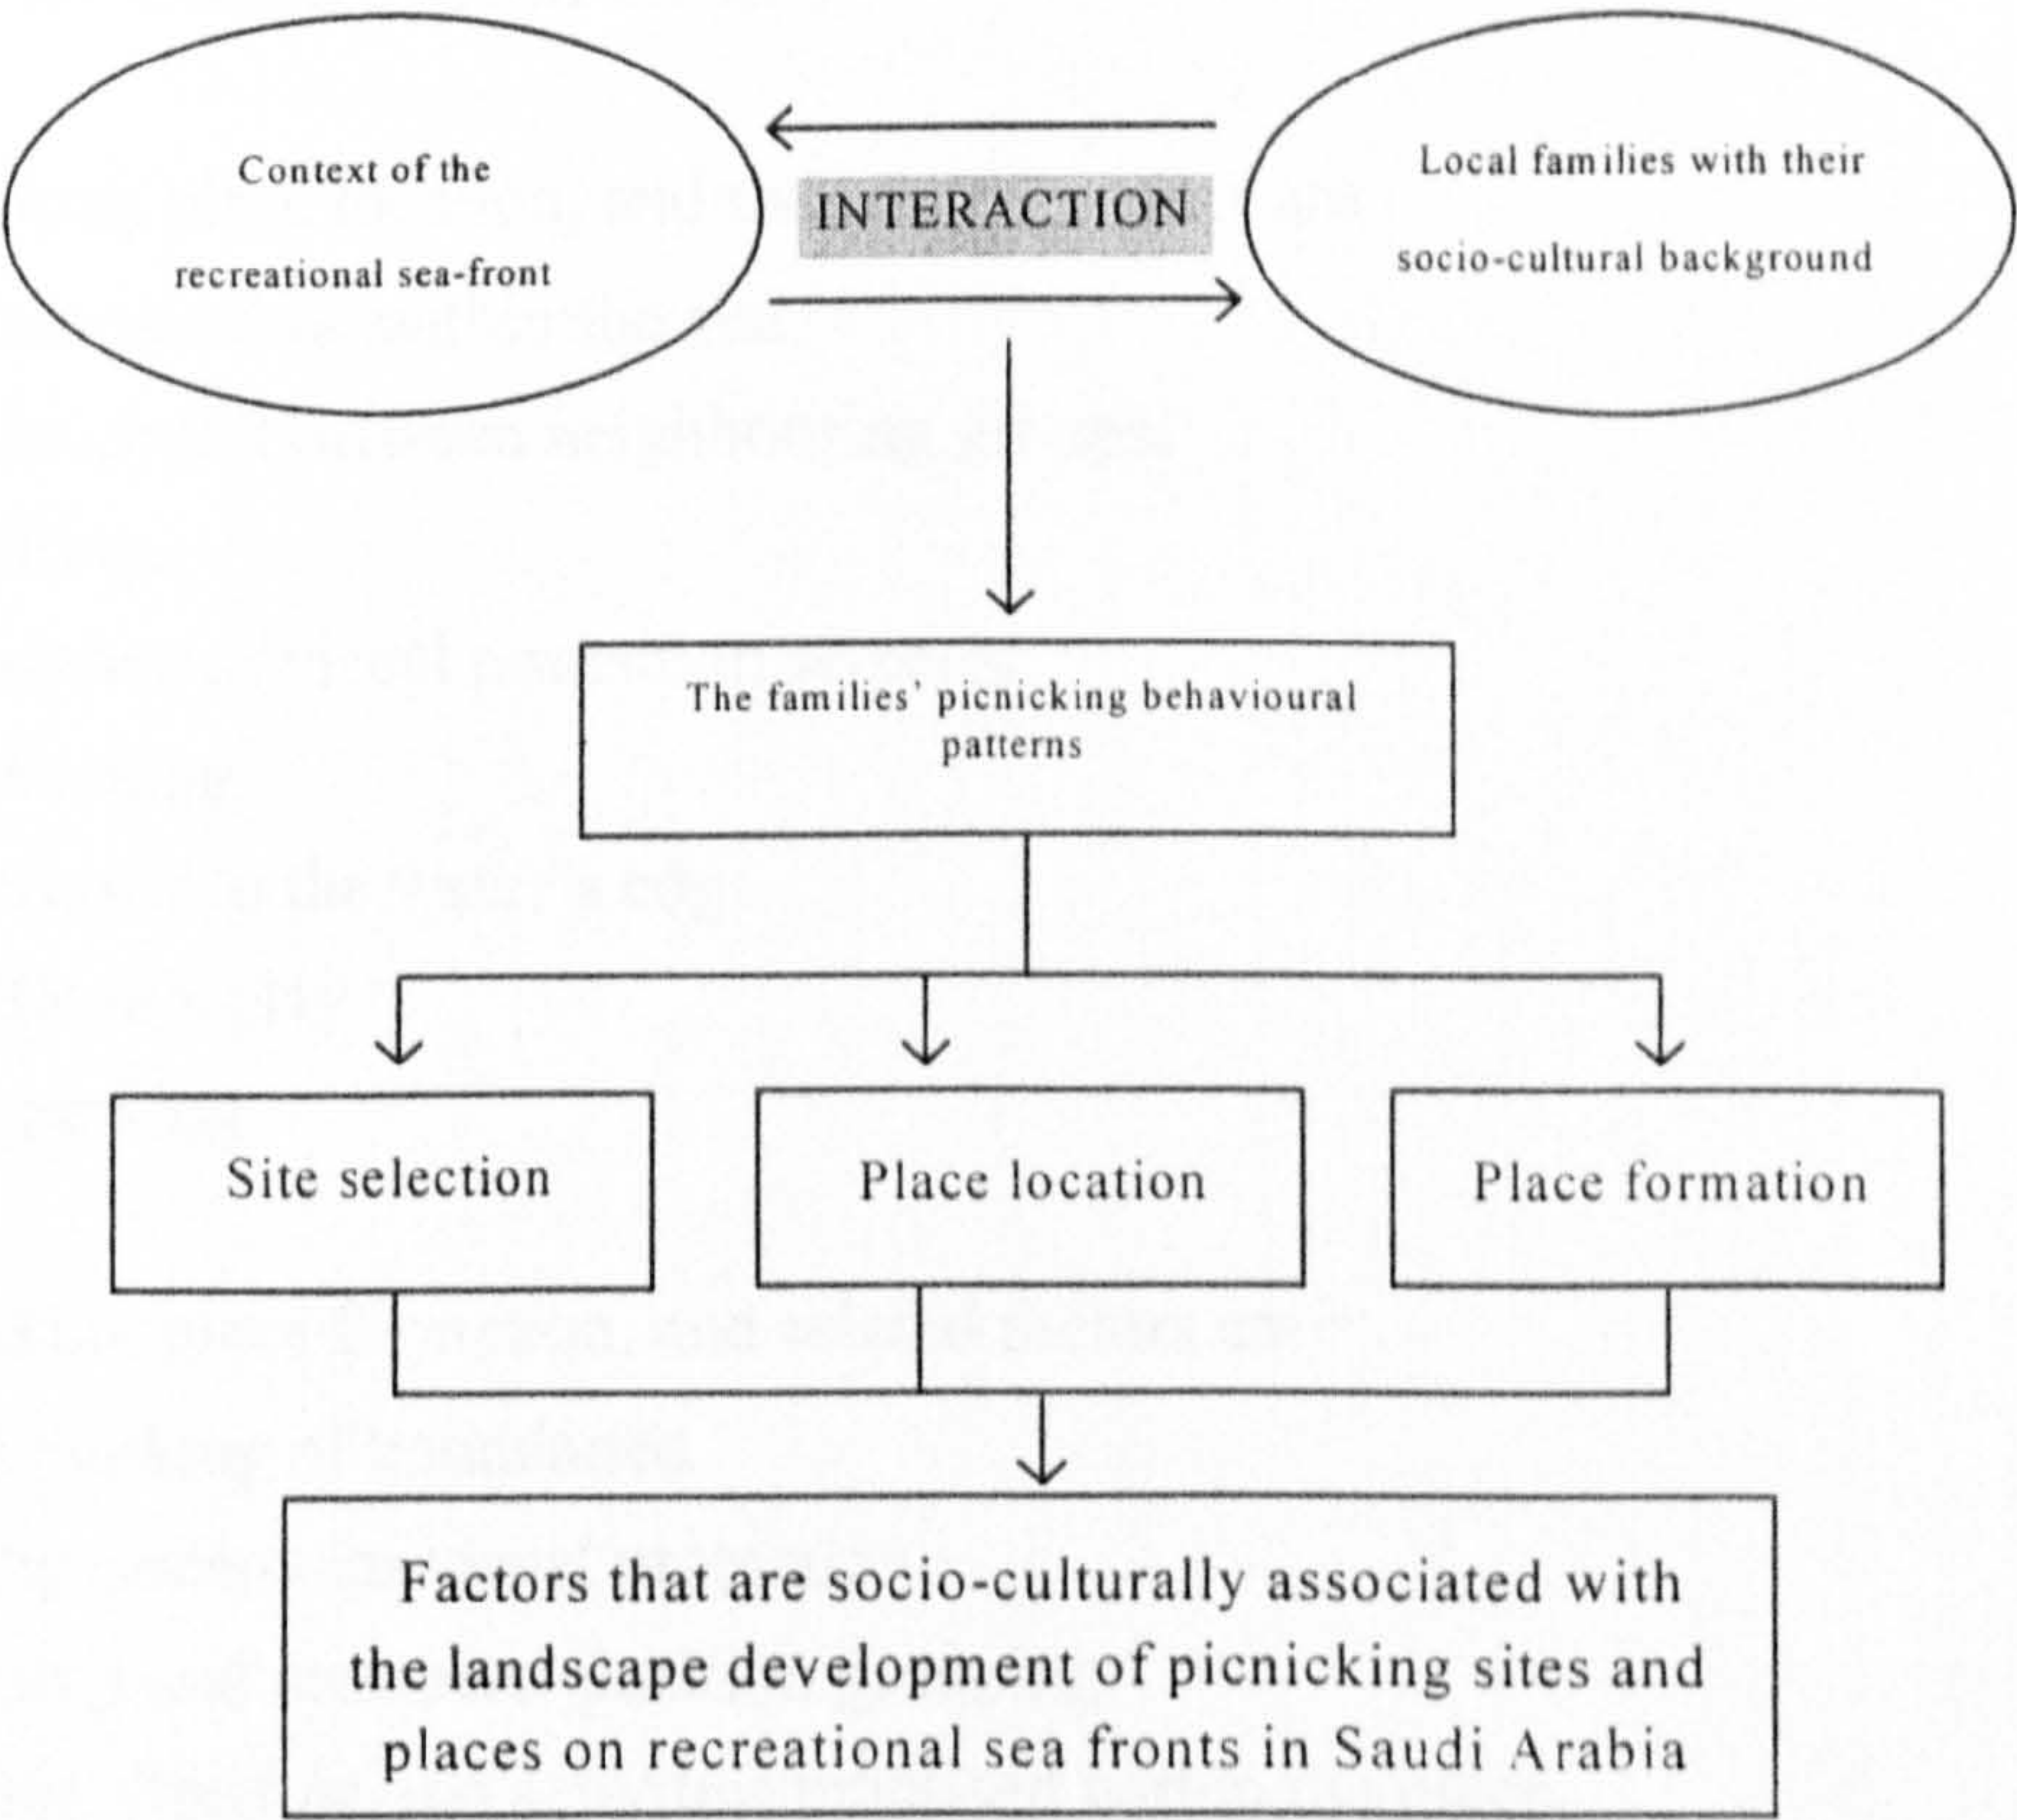 Context of the
recreational sea-front
INTERACTION
Local families with their
socio-cultural background
The families' picnicking behavioural
patterns
Site selection
Place location
Place formation
Factors that are socio-culturally associated with
the landscape development of picnicking sites and
places on recreational sea fronts in Saudi Arabia